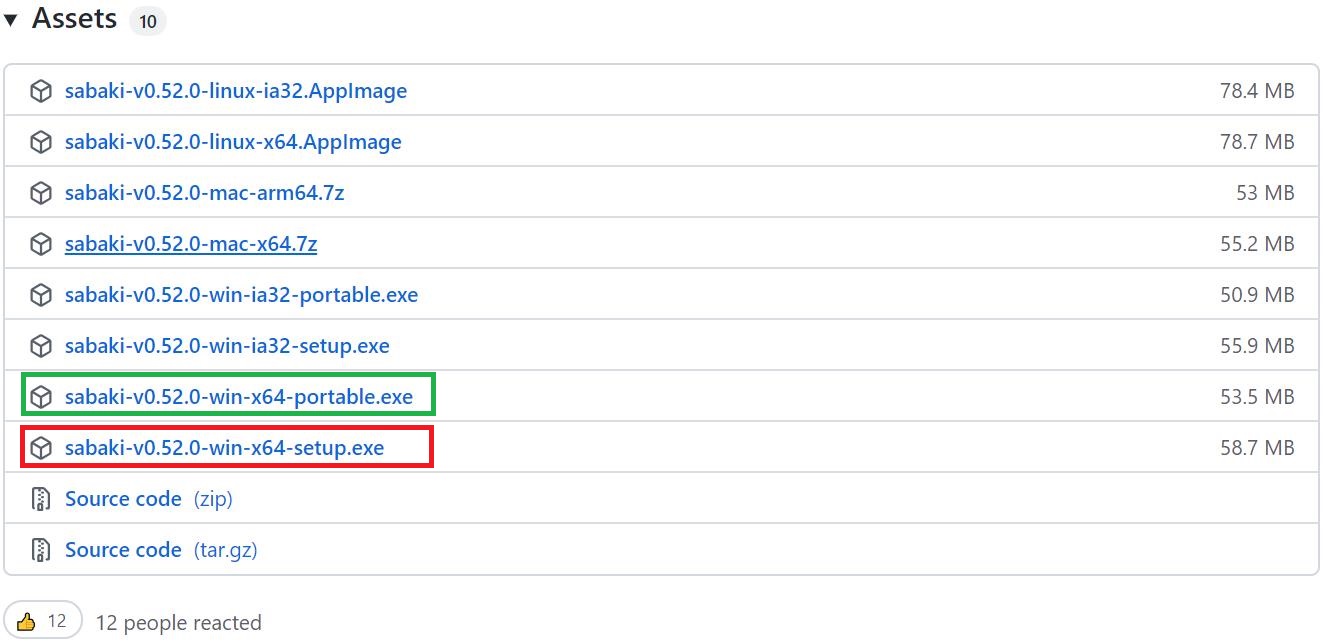 Assets 10
sabaki-v0.52.0-linux-ia32.AppImage 78.4 MB
sabaki-v0.52.0-linux-x64.AppImage 78.7 MB
sabaki-v0.52.0-mac-arm64.7z 53 MB
sabaki-v0.52.0-mac-x64.7z 55.2 MB
sabaki-v0.52.0-win-ia32-portable.exe 50.9 MB
sabaki-v0.52.0-win-ia32-setup.exe 55.9 MB
sabaki-v0.52.0-win-x64-portable.exe 53.5 MB
sabaki-v0.52.0-win-x64-setup.exe 58.7 MB
Source code (zip)
Source code (tar.gz)
12 12 people reacted